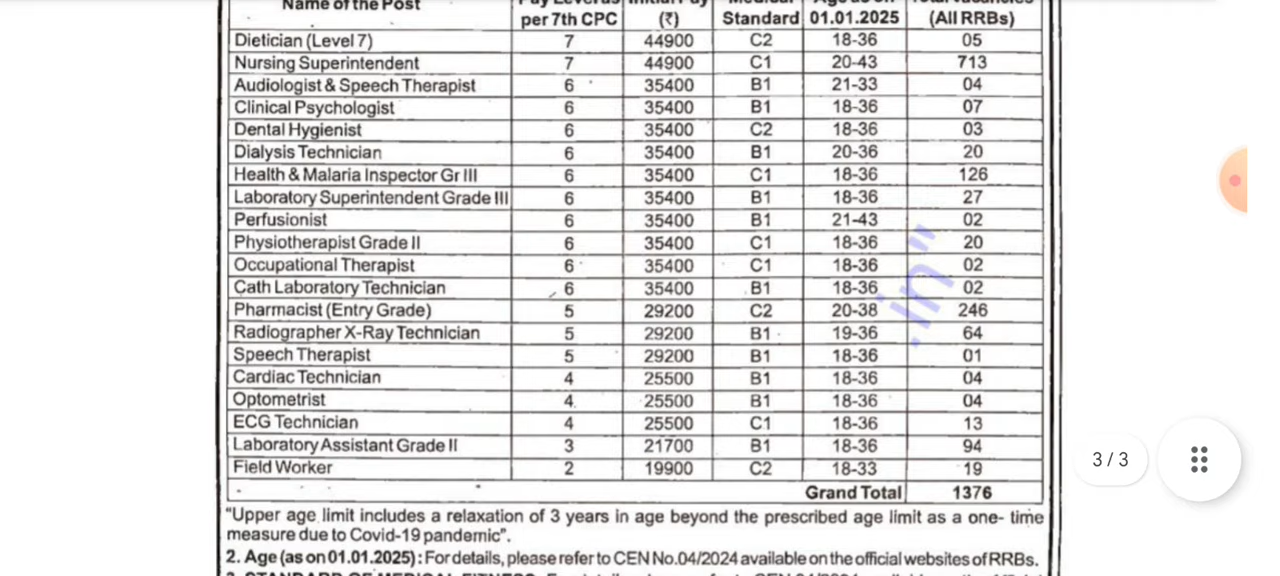 Name of the Post
per 7th CPC (₹) Standard 01.01.2025 (All RRBs)
Dietician (Level 7) 7 44900 C2 18-36 05
Nursing Superintendent 7 44900 C1 20-43 713
Audiologist & Speech Therapist 6 35400 B1 21-33 04
Clinical Psychologist 6 35400 B1 18-36 07
Dental Hygienist 6 35400 C2 18-36 03
Dialysis Technician 6 35400 B1 20-36 20
Health & Malaria Inspector Gr III 6 35400 C1 18-36 126
Laboratory Superintendent Grade III 6 35400 B1 18-36 27
Perfusionist 6 35400 B1 21-43 02
Physiotherapist Grade II 6 35400 C1 18-36 20
Occupational Therapist 6 35400 C1 18-36 02
Cath Laboratory Technician 6 35400 B1 18-36 02
Pharmacist (Entry Grade) 5 29200 C2 20-38 246
Radiographer X-Ray Technician 5 29200 B1 19-36 64
Speech Therapist 5 29200 B1 18-36 01
Cardiac Technician 4 25500 B1 18-36 04
Optometrist 4 25500 B1 18-36 04
ECG Technician 4 25500 C1 18-36 13
Laboratory Assistant Grade II 3 21700 B1 18-36 94
Field Worker 2 19900 C2 18-33 19
Grand Total 1376
"Upper age limit includes a relaxation of 3 years in age beyond the prescribed age limit as a one- time
measure due to Covid-19 pandemic".
2. Age (as on 01.01.2025): For details, please refer to CEN No.04/2024 available on the official websites of RRBs.
.in"
3 / 3